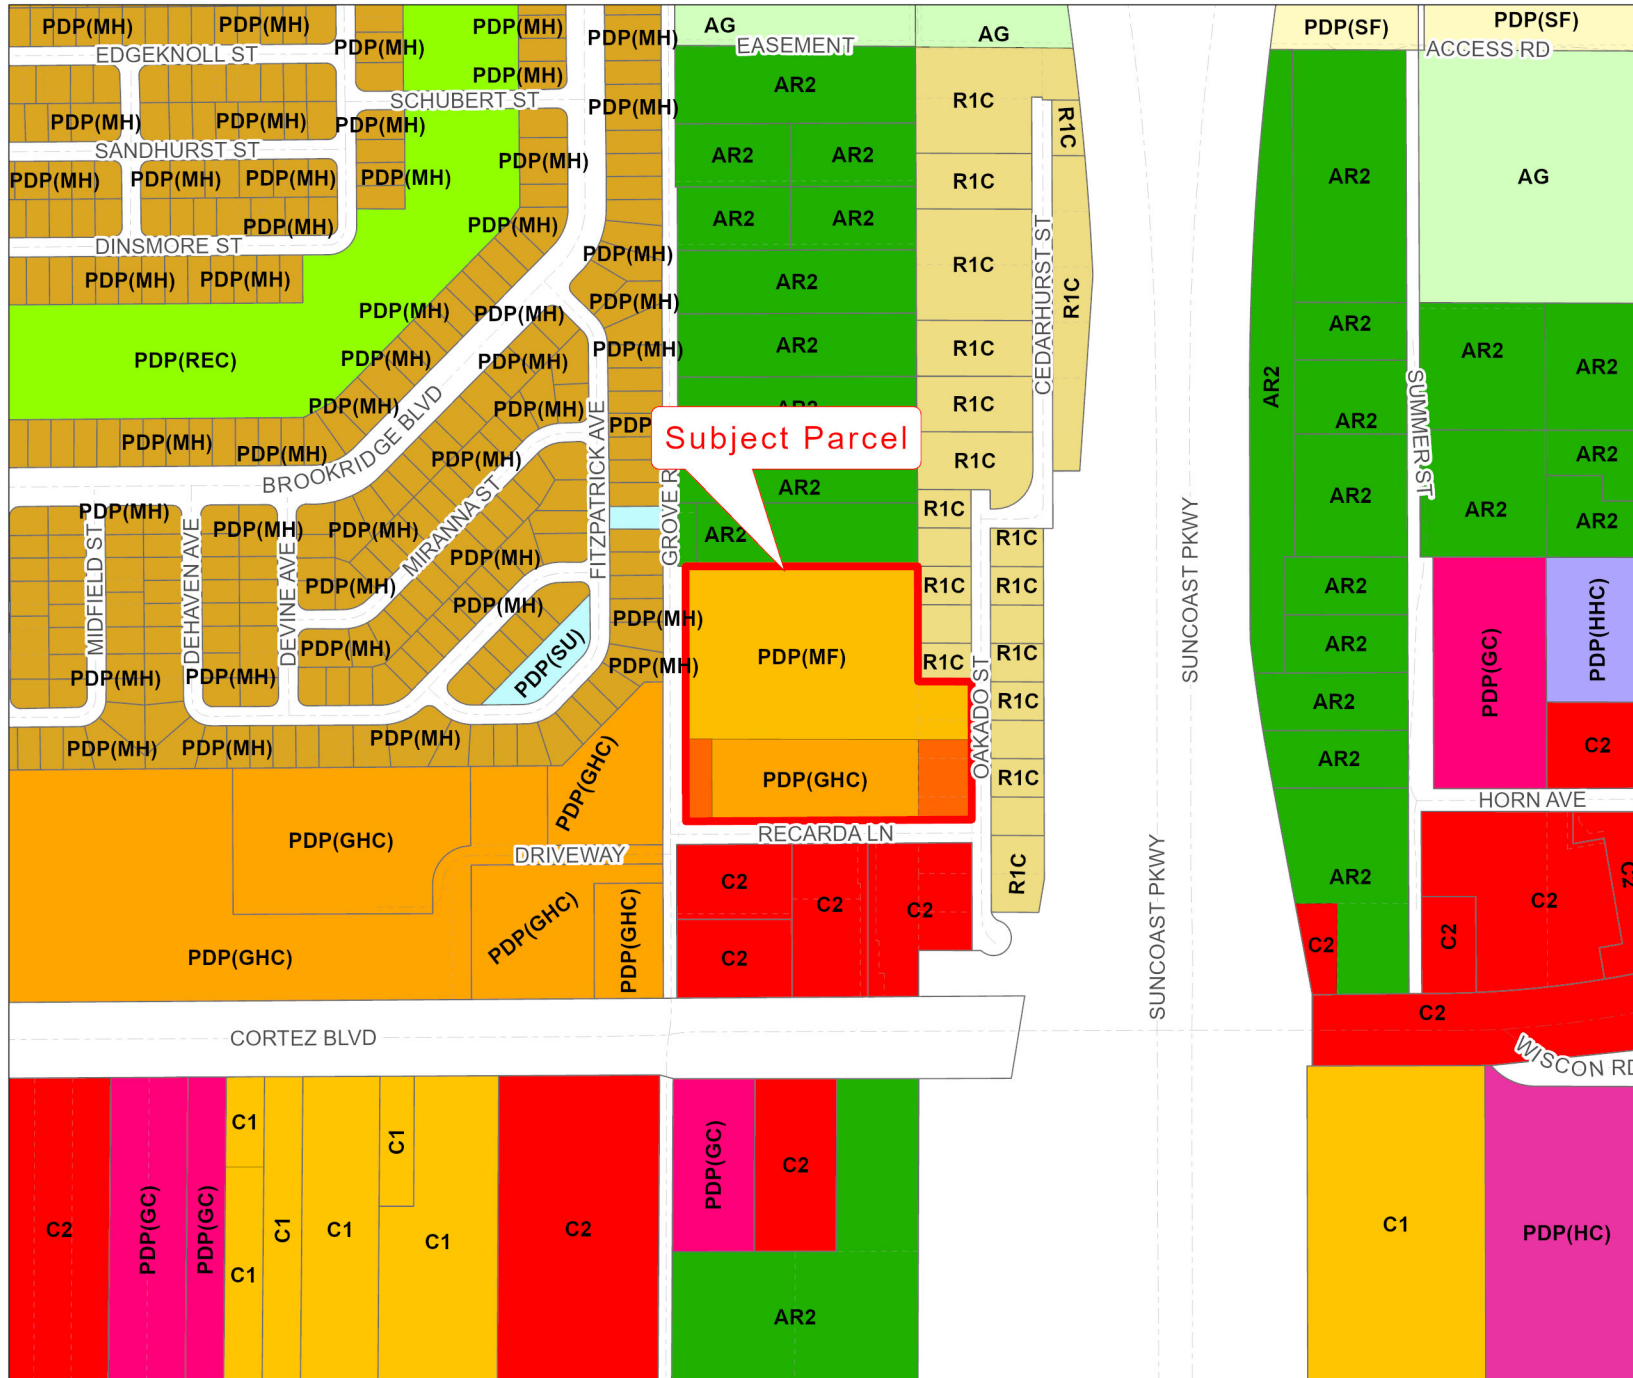 PDP(MH)
PDP(MH)
PDP(MH)
PDP(MH)
PDP(MH)
AG
AG
PDP(SF)
PDP(SF)
EDGEKNOLL ST
EASEMENT
ACCESS RD
PDP(MH)
AR2
SCHUBERT ST
R1C
PDP(MH)
PDP(MH)
PDP(MH)
PDP(MH)
R1C
SANDHURST ST
AR2
AR2
PDP(MH)
PDP(MH)
PDP(MH)
PDP(MH)
PDP(MH)
R1C
AR2
AG
PDP(MH)
PDP(MH)
AR2
AR2
DINSMORE ST
PDP(MH)
PDP(MH)
PDP(MH)
AR2
R1C
R1C
CEDARHURST ST
PDP(MH)
PDP(MH)
PDP(MH)
AR2
PDP(REC)
PDP(MH)
PDP(MH)
PDP(MH)
AR2
R1C
AR2
AR2
AR2
PDP(MH)
BROOKRIDGE BLVD
PDP(MH)
AR2
R1C
SUMMER ST
AR2
PDP(MH)
PDP(MH)
PDP
Subject Parcel
PDP(MH)
R1C
AR2
FITZPATRICK AVE
GROVER
AR2
AR2
AR2
PDP(MH)
PDP(MH)
PDP(MH)
MIRANNA ST
R1C
AR2
AR2
R1C
SUNCOAST PKWY
MIDFIELD ST
DEHAVEN AVE
DEVINE AVE
PDP(MH)
PDP(MH)
PDP(MH)
R1C
R1C
AR2
PDP(HHC)
PDP(MH)
PDP(MH)
PDP(SU)
PDP(MH)
PDP(MF)
R1C
R1C
AR2
PDP(GC)
PDP(MH)
PDP(MH)
R1C
AR2
OAKADO ST
PDP(MH)
PDP(MH)
PDP(MH)
AR2
C2
PDP(GHC)
PDP(GHC)
R1C
HORN AVE
PDP(GHC)
RECARDA LN
DRIVEWAY
C2
C2
C2
R1C
SUNCOAST PKWY
AR2
C2
C2
PDP(GHC)
PDP(GHC)
PDP(GHC)
C2
C2
C2
CORTEZ BLVD
C2
WISCON RD
C1
C1
PDP(GC)
C2
C2
PDP(GC)
PDP(GC)
C1
C1
C1
C2
C1
PDP(HC)
C1
AR2